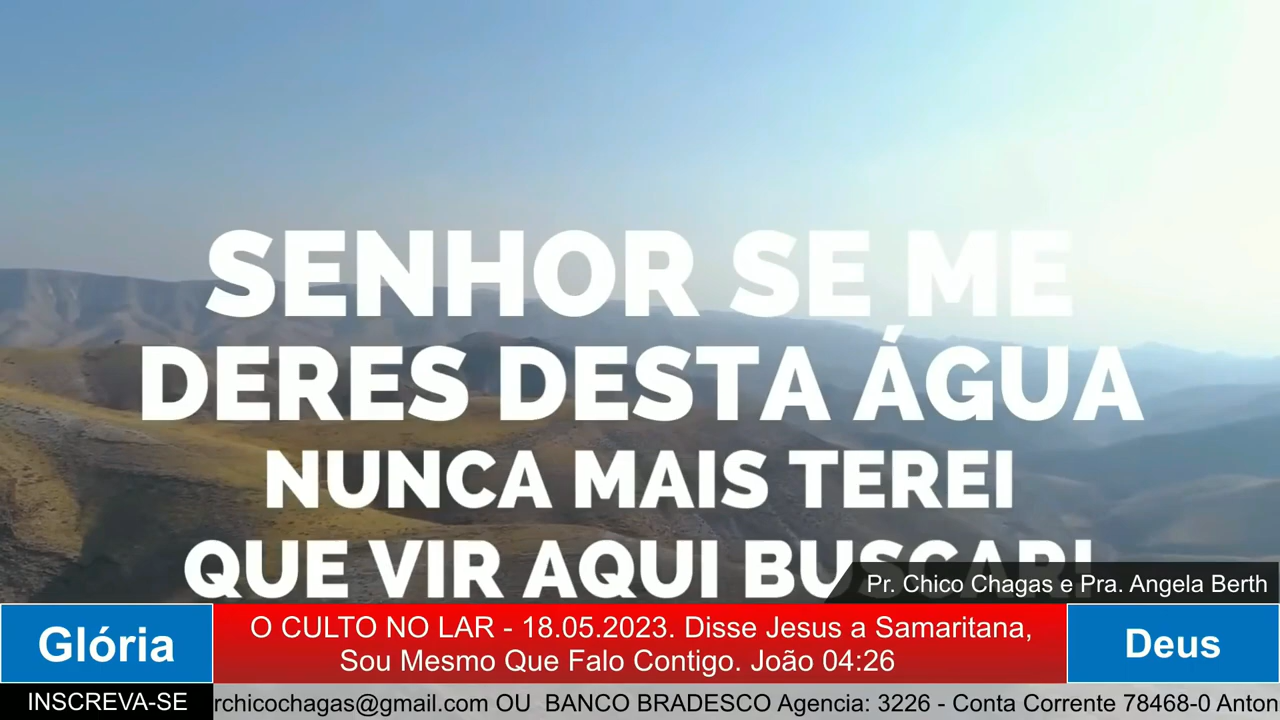 SENHOR SE ME
DERES DESTA ÁGUA
NUNCA MAIS TEREI
QUE VIR AQUI BUSCAR!
Pr. Chico Chagas e Pra. Angela Berth
Glória
O CULTO NO LAR - 18.05.2023. Disse Jesus a Samaritana,
Sou Mesmo Que Falo Contigo. João 04:26
Deus
INSCREVA-SE
rchicochagas@gmail.com OU BANCO BRADESCO Agencia: 3226 - Conta Corrente 78468-0 Anton